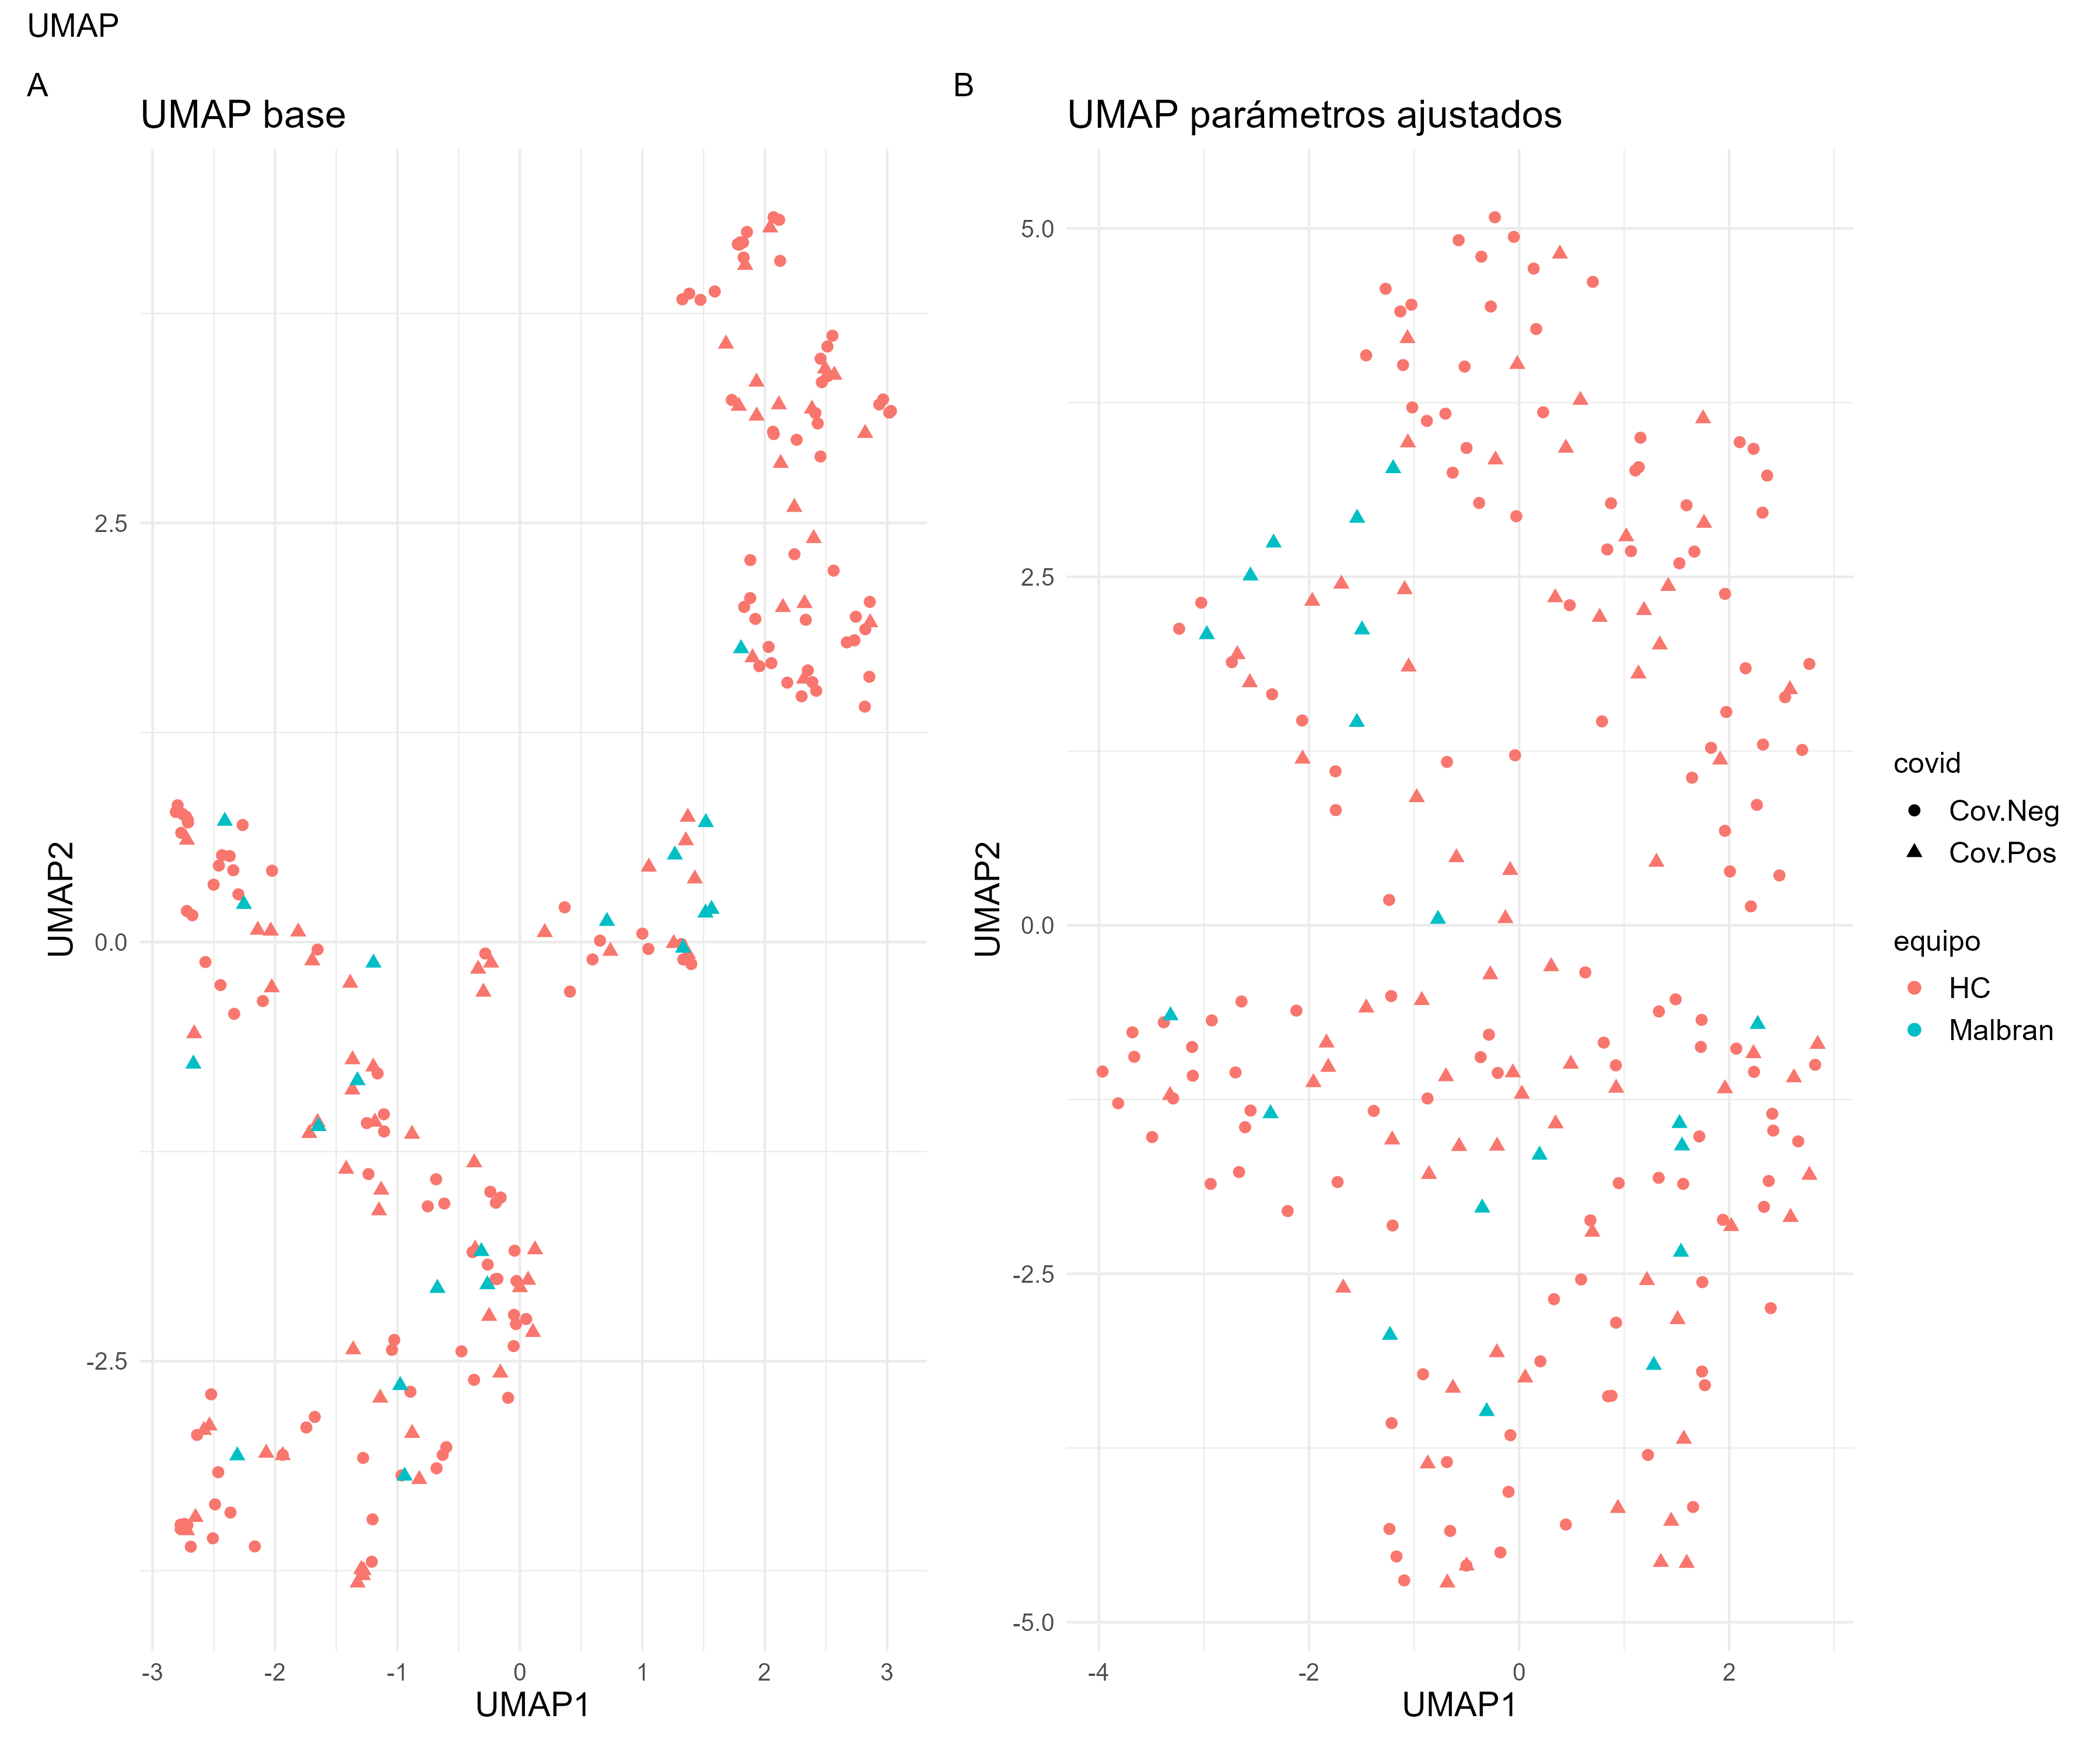 UMAP
A
UMAP base
UMAP2
2.5
0.0
-2.5
-3 -2 -1 0 1 2 3
UMAP1
B
UMAP parámetros ajustados
UMAP2
5.0
2.5
0.0
-2.5
-5.0
-4 -2 0 2
UMAP1
covid
Cov.Neg
Cov.Pos
equipo
HC
Malbran